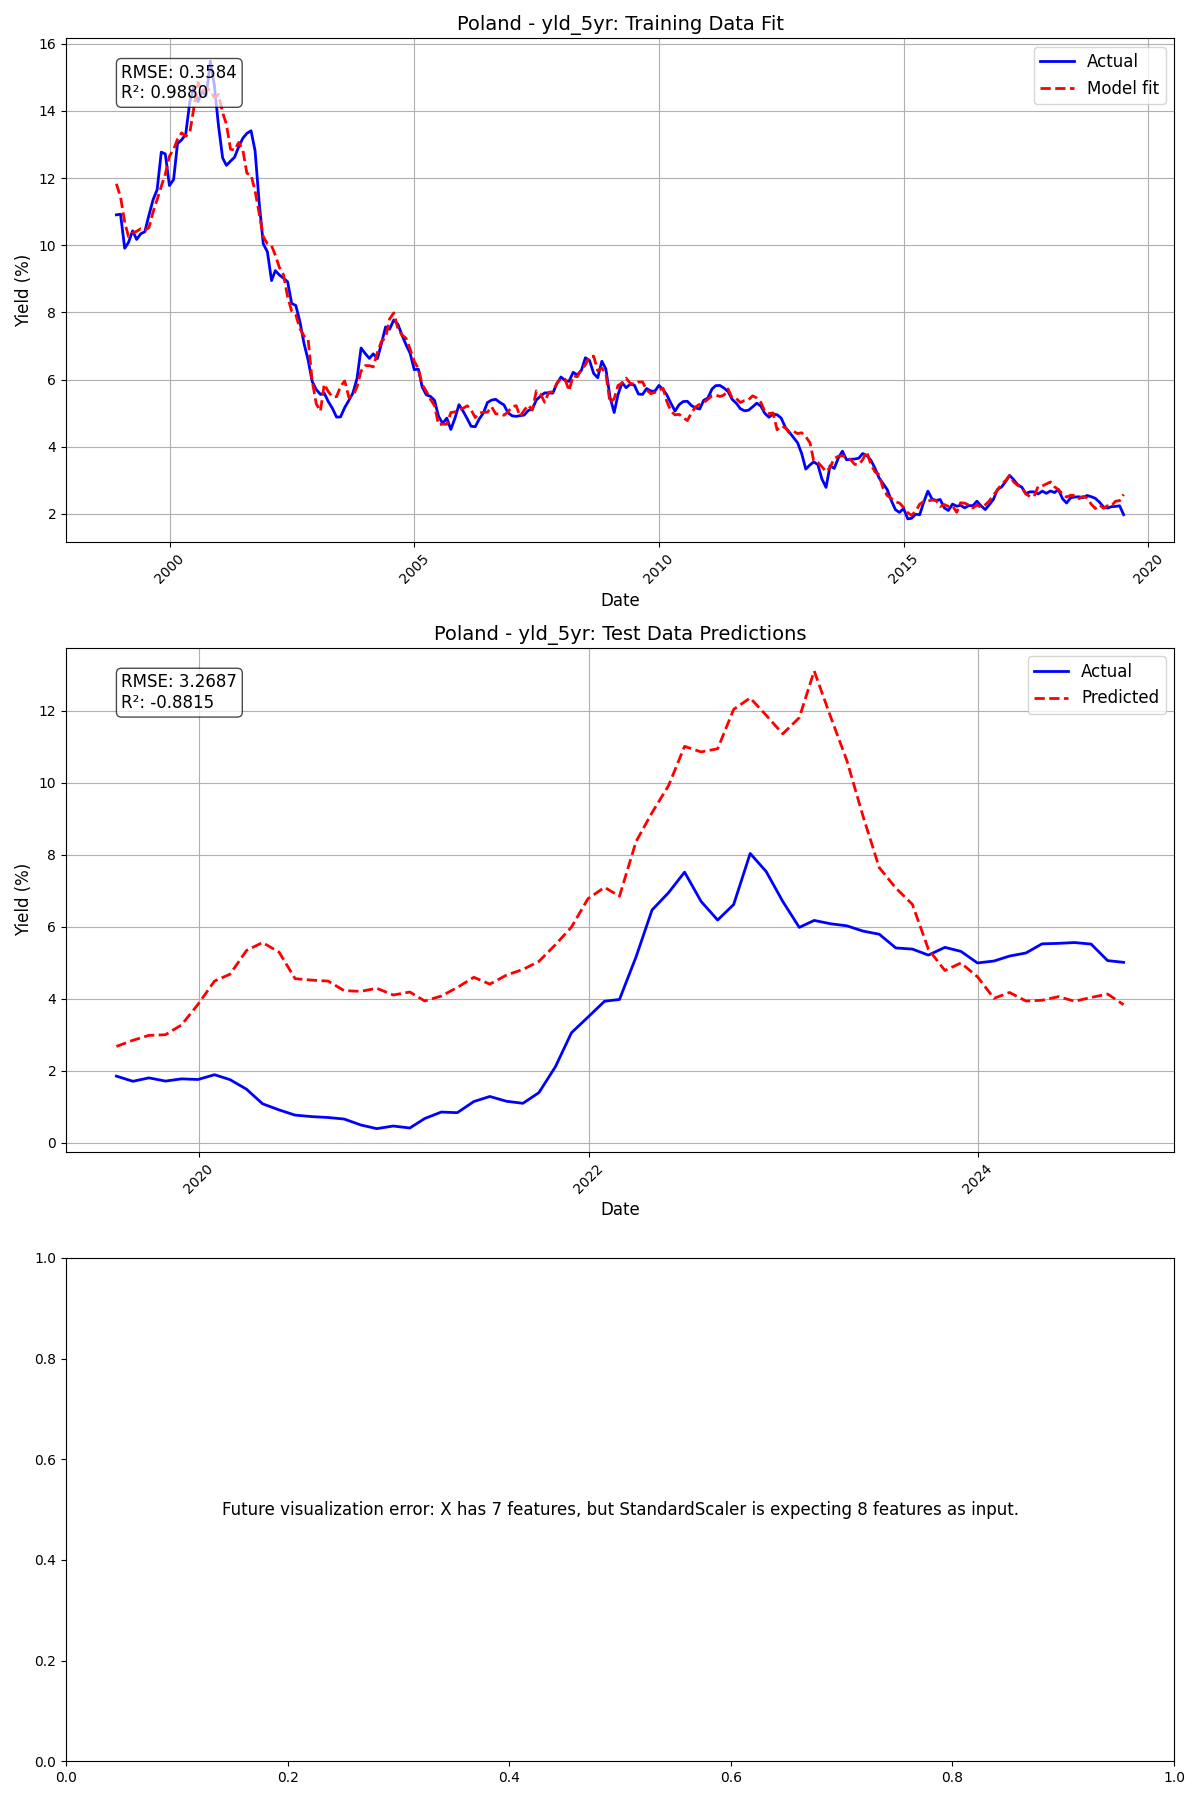 Poland - yld_5yr: Training Data Fit
16
14
12
10
8
6
4
2
Yield (%)
RMSE: 0.3584
R²: 0.9880
Actual
Model fit
2000
2005
2010
2015
2020
Date
Poland - yld_5yr: Test Data Predictions
12
10
8
6
4
2
0
Yield (%)
RMSE: 3.2687
R²: -0.8815
Actual
Predicted
2020
2022
2024
Date
1.0
0.8
0.6
0.4
0.2
0.0
Future visualization error: X has 7 features, but StandardScaler is expecting 8 features as input.
0.0
0.2
0.4
0.6
0.8
1.0